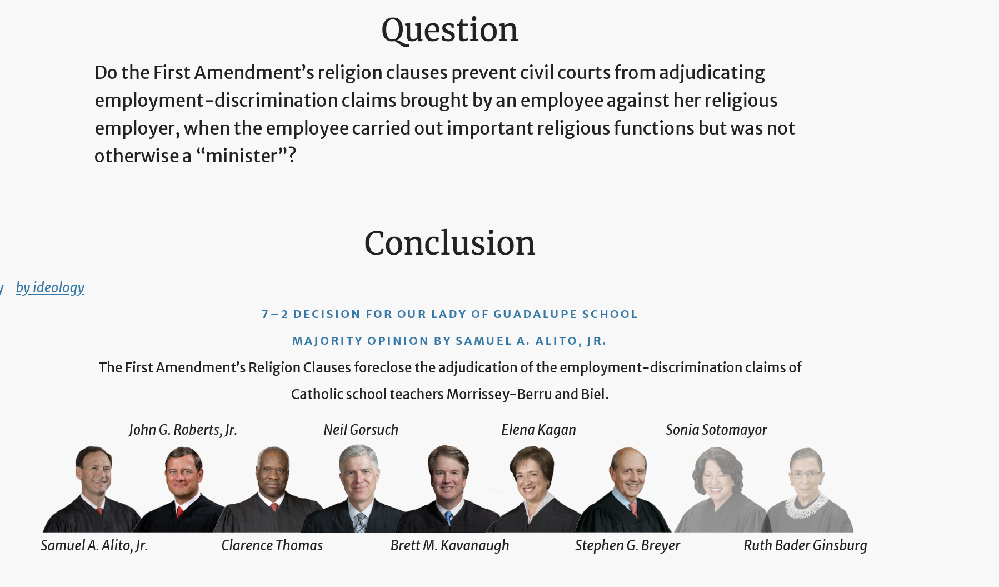 Question
Do the First Amendment’s religion clauses prevent civil courts from adjudicating
employment-discrimination claims brought by an employee against her religious
employer, when the employee carried out important religious functions but was not
otherwise a “minister”?
Conclusion
y by ideology
7–2 DECISION FOR OUR LADY OF GUADALUPE SCHOOL
MAJORITY OPINION BY SAMUEL A. ALITO, JR.
The First Amendment’s Religion Clauses foreclose the adjudication of the employment-discrimination claims of
Catholic school teachers Morrissey-Berru and Biel.
John G. Roberts, Jr. Neil Gorsuch Elena Kagan Sonia Sotomayor
Samuel A. Alito, Jr. Clarence Thomas Brett M. Kavanaugh Stephen G. Breyer Ruth Bader Ginsburg